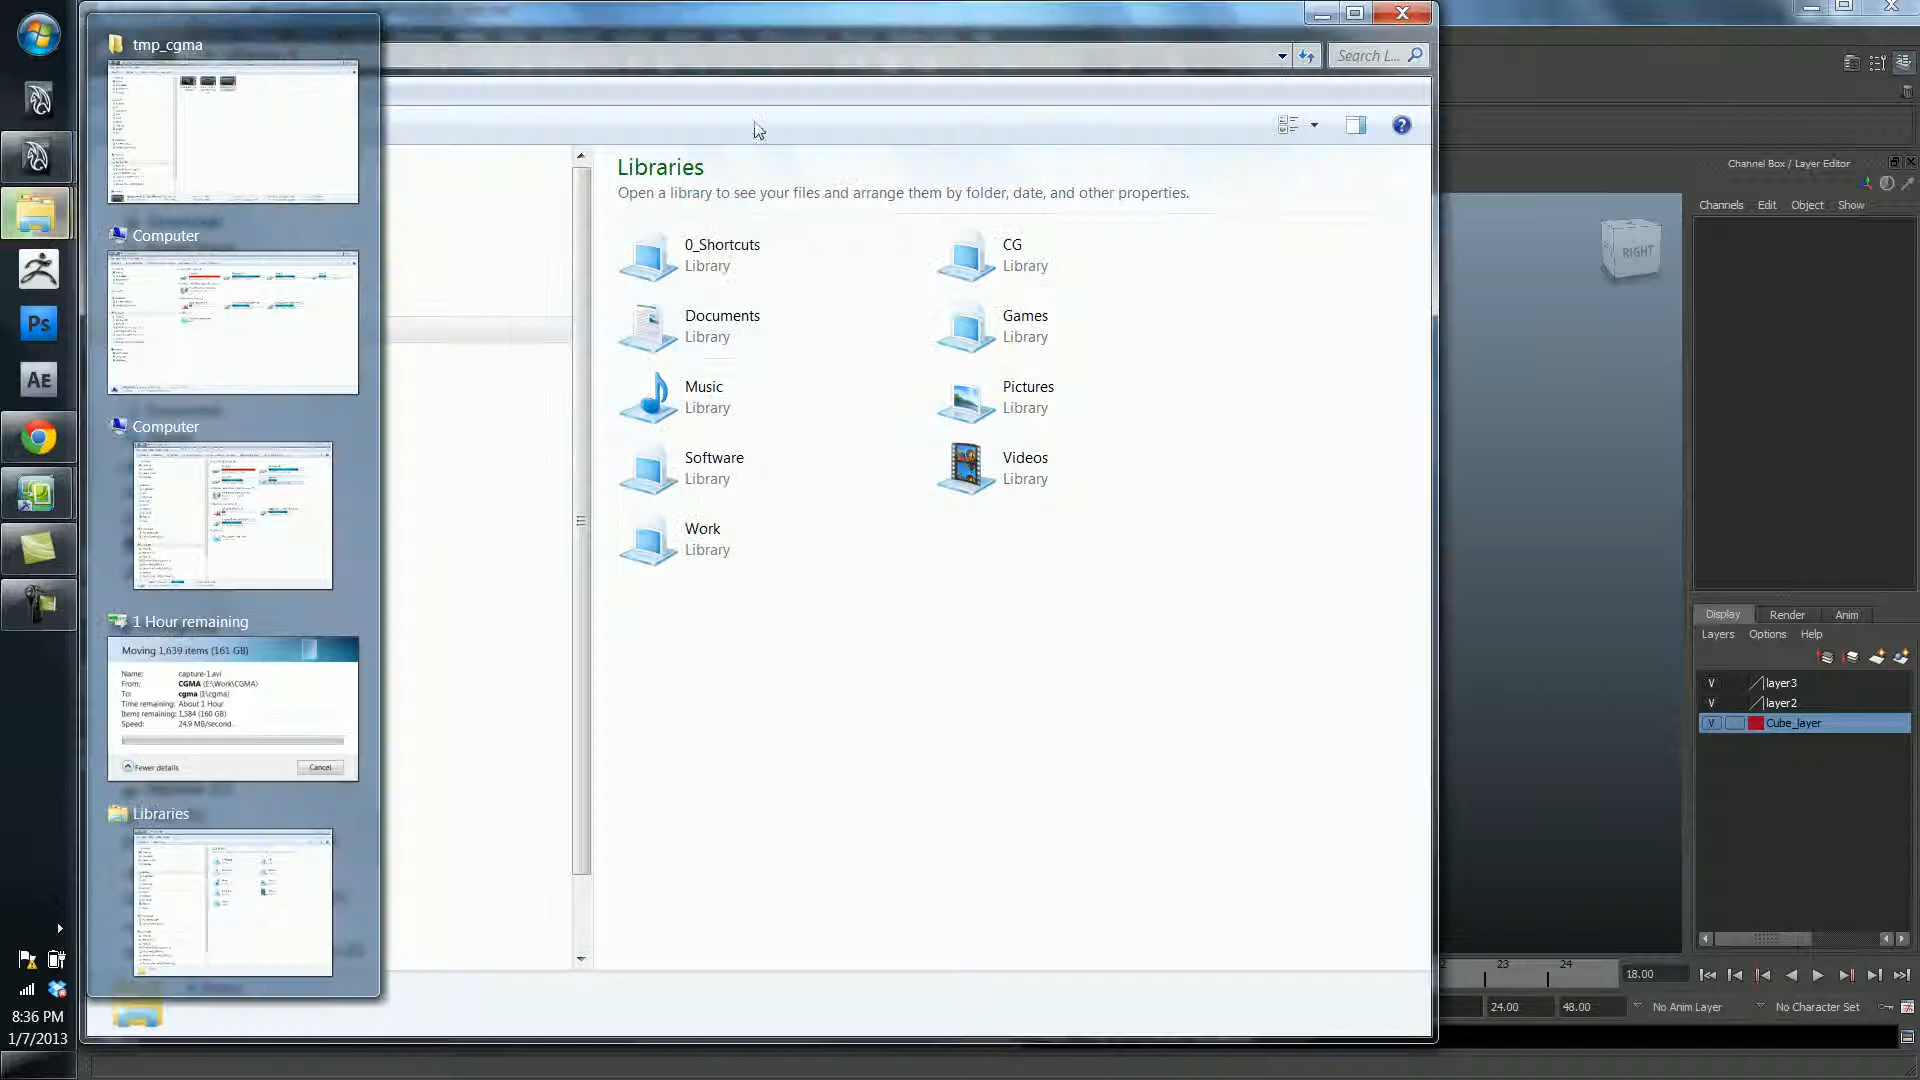 tmp_cgma
Computer
Computer
1 Hour remaining
Moving 1,639 items (161 GB)
Name: capture-1.avi
From: CGMA (E:\Work\CGMA)
To: cgma (I:\cgma)
Time remaining: About 1 Hour
Items remaining: 1,584 (160 GB)
Speed: 24.9 MB/second
Fewer details
Cancel
Libraries
Ps
AE
8:36 PM
1/7/2013
Search L...
Libraries
Open a library to see your files and arrange them by folder, date, and other properties.
0_Shortcuts
Library
CG
Library
Documents
Library
Games
Library
Music
Library
Pictures
Library
Software
Library
Videos
Library
Work
Library
RIGHT
Channel Box / Layer Editor
Channels Edit Object Show
Display Render Anim
Layers Options Help
V layer3
V layer2
V Cube_layer
23 24 18.00
24.00 48.00 No Anim Layer No Character Set